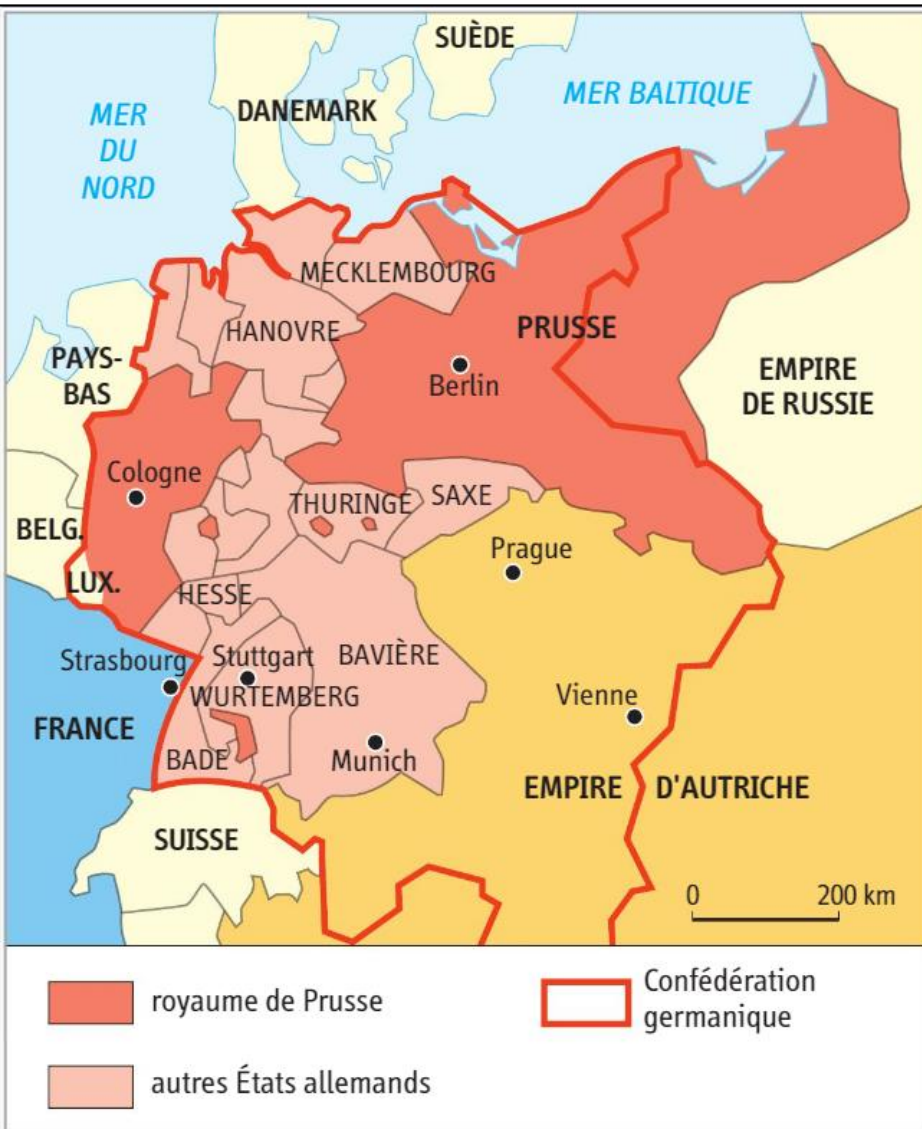 SUÈDE
MER
DU
NORD
DANEMARK
MER BALTIQUE
MECKLEMBOURG
HANOVRE
PRUSSE
PAYS-
BAS
Berlin
EMPIRE
DE RUSSIE
Cologne
THURINGE
SAXE
BELG.
Prague
LUX.
HESSE
Strasbourg
Stuttgart
BAVIÈRE
WURTEMBERG
Vienne
FRANCE
BADE
Munich
EMPIRE
D'AUTRICHE
SUISSE
0 200 km
royaume de Prusse
Confédération
germanique
autres États allemands